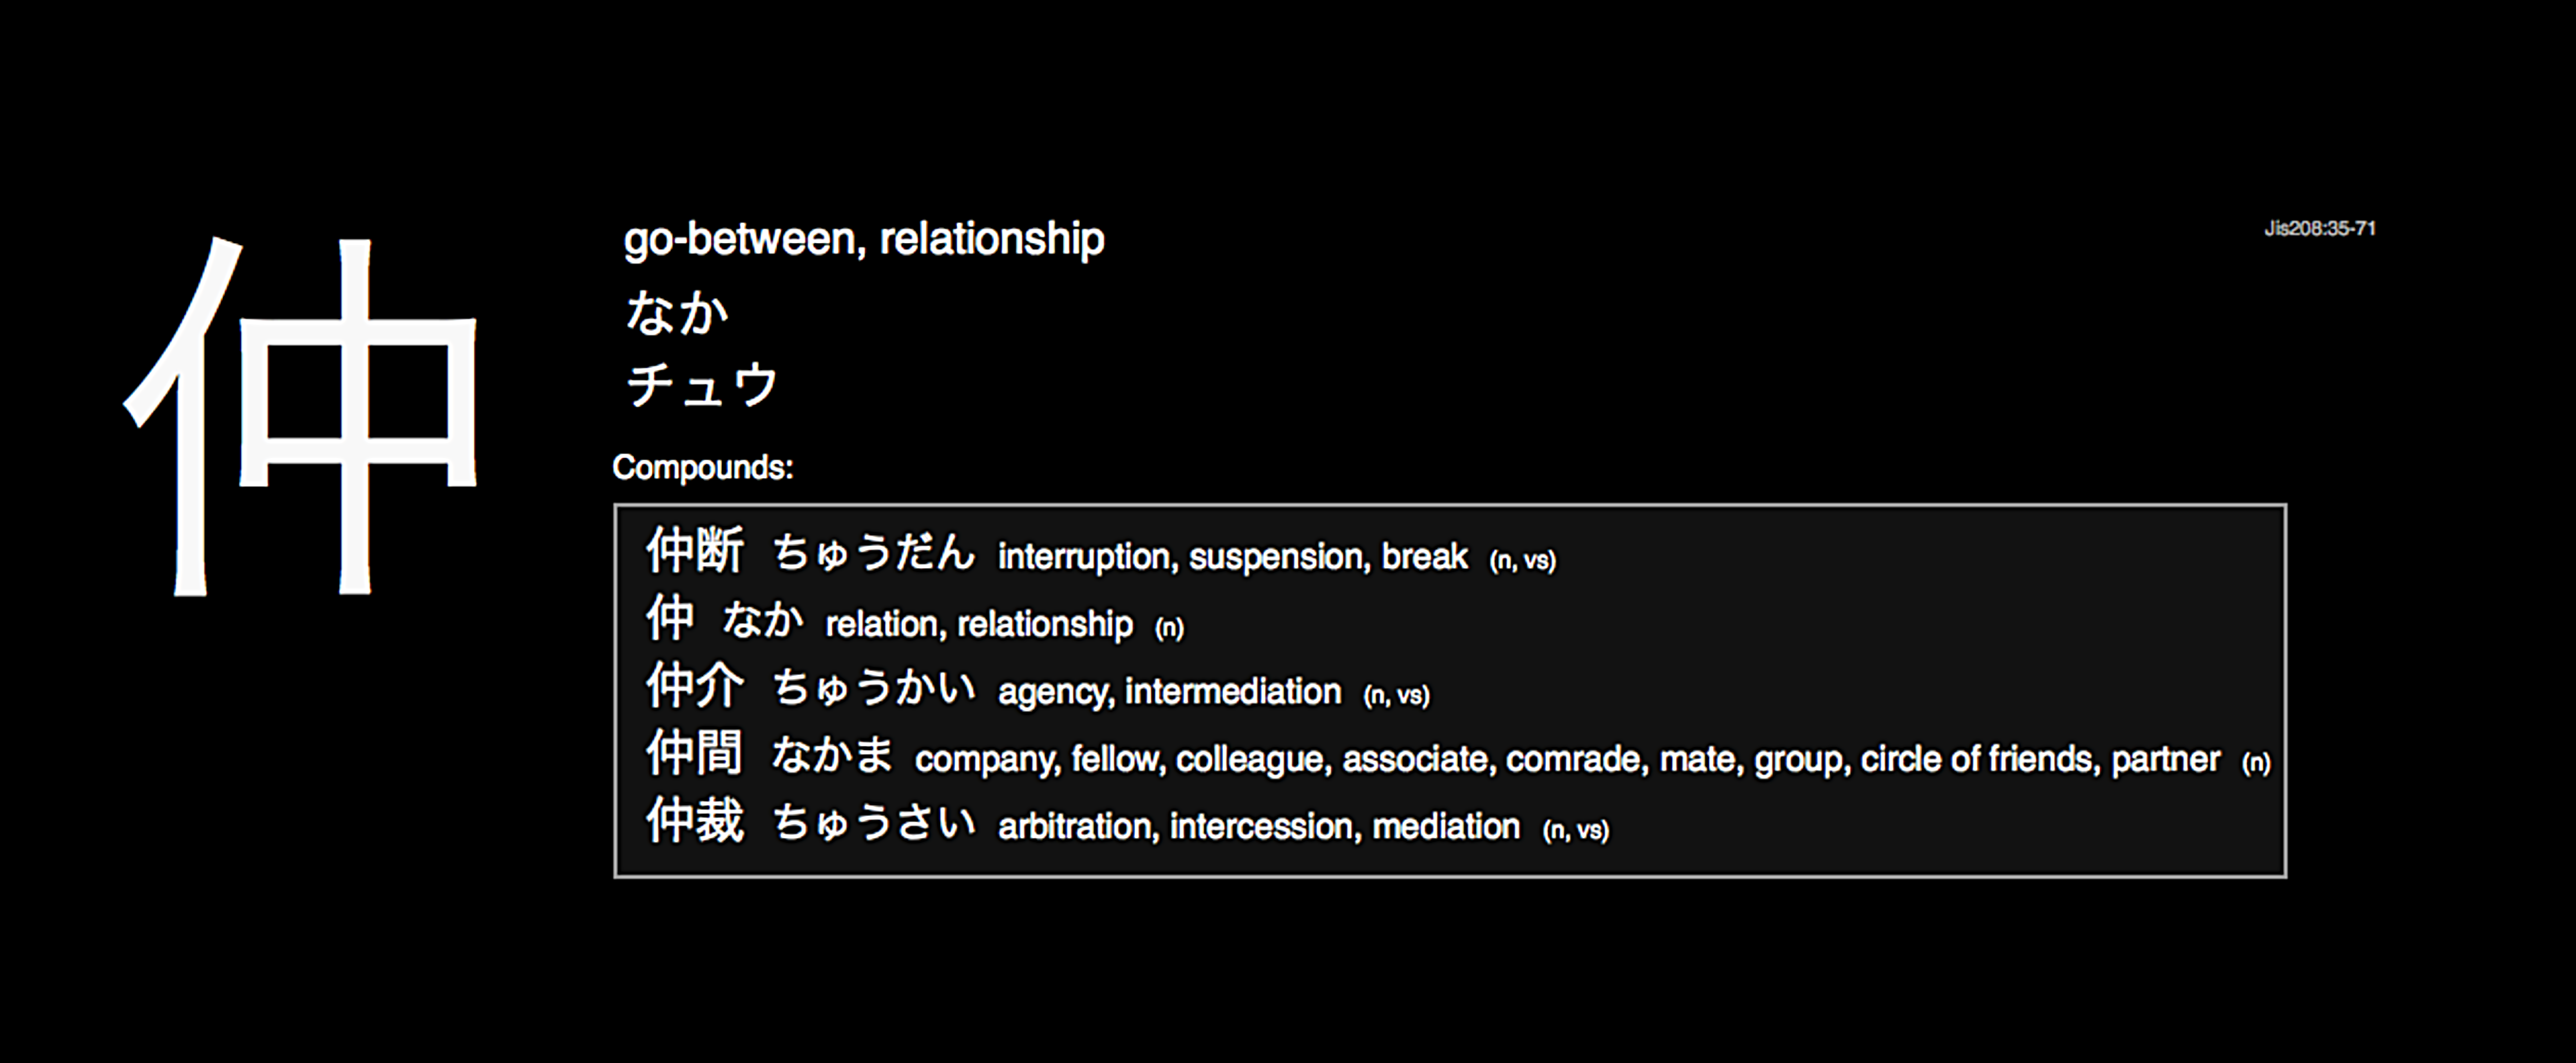 仲
go-between, relationship
Jis208:35-71
なか
チュウ
Compounds:
仲断 ちゅうだん interruption, suspension, break (n, vs)
仲 なか relation, relationship (n)
仲介 ちゅうかい agency, intermediation (n, vs)
仲間 なかま company, fellow, colleague, associate, comrade, mate, group, circle of friends, partner (n)
仲裁 ちゅうさい arbitration, intercession, mediation (n, vs)